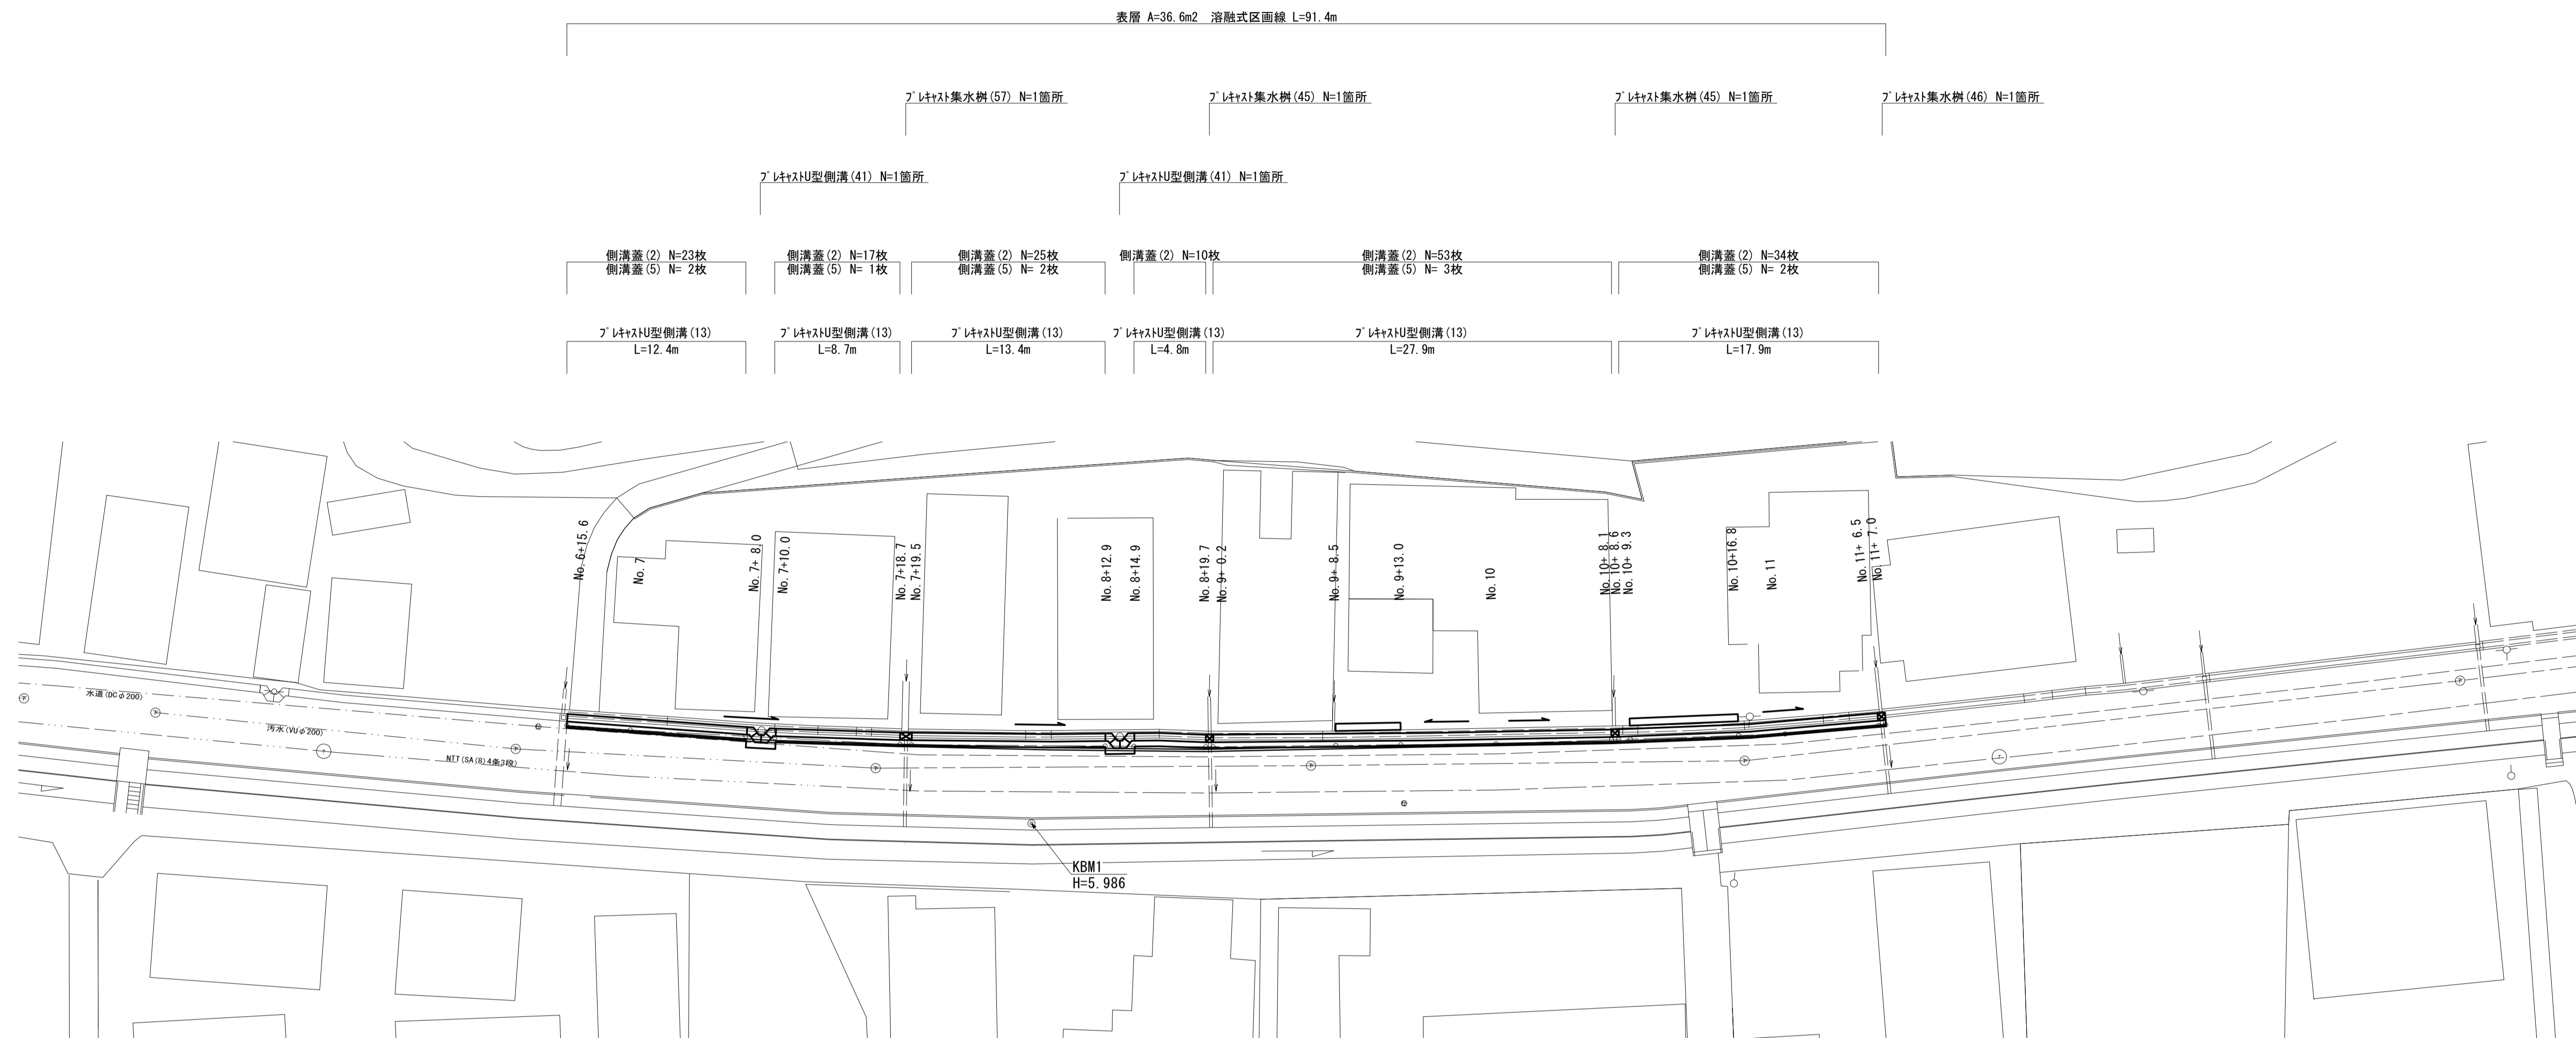 表層 A=36.6m2 溶融式区画線 L=91.4m
ﾌﾟﾚｷｬｽﾄ集水桝(57) N=1箇所
ﾌﾟﾚｷｬｽﾄ集水桝(45) N=1箇所
ﾌﾟﾚｷｬｽﾄ集水桝(45) N=1箇所
ﾌﾟﾚｷｬｽﾄ集水桝(46) N=1箇所
ﾌﾟﾚｷｬｽﾄU型側溝(41) N=1箇所
ﾌﾟﾚｷｬｽﾄU型側溝(41) N=1箇所
側溝蓋(2) N=23枚
側溝蓋(5) N= 2枚
側溝蓋(2) N=17枚
側溝蓋(5) N= 1枚
側溝蓋(2) N=25枚
側溝蓋(5) N= 2枚
側溝蓋(2) N=10枚
側溝蓋(2) N=53枚
側溝蓋(5) N= 3枚
側溝蓋(2) N=34枚
側溝蓋(5) N= 2枚
ﾌﾟﾚｷｬｽﾄU型側溝(13)
L=12.4m
ﾌﾟﾚｷｬｽﾄU型側溝(13)
L=8.7m
ﾌﾟﾚｷｬｽﾄU型側溝(13)
L=13.4m
ﾌﾟﾚｷｬｽﾄU型側溝(13)
L=4.8m
ﾌﾟﾚｷｬｽﾄU型側溝(13)
L=27.9m
ﾌﾟﾚｷｬｽﾄU型側溝(13)
L=17.9m
No.6+15.6
No.7
No.7+ 8.0
No.7+10.0
No.7+18.7
No.7+19.5
No.8+12.9
No.8+14.9
No.8+19.7
No.9+ 0.2
No.9+ 8.5
No.9+13.0
No.10
No.10+ 8.1
No.10+ 8.6
No.10+ 9.3
No.10+16.8
No.11
No.11+ 6.5
No.11+ 7.0
水道(DCφ200)
汚水(VUφ200)
NTT(SA(8)4条3段)
KBM1
H=5.986